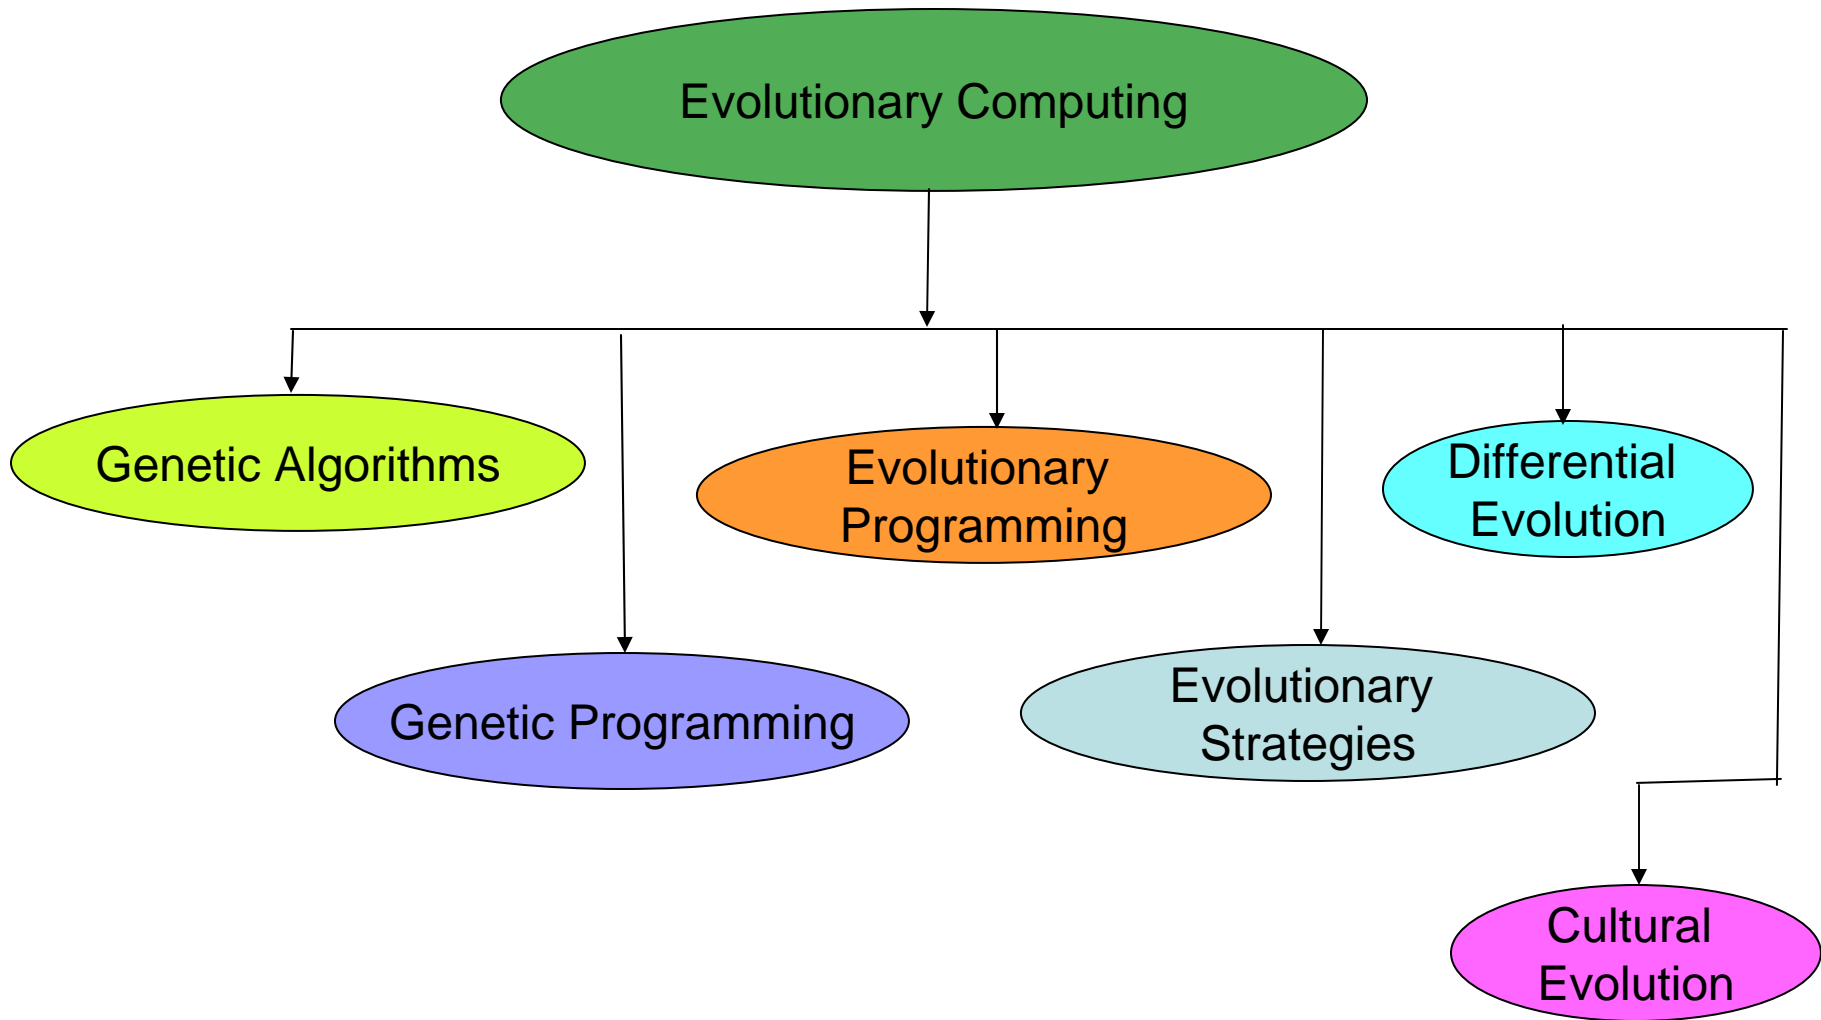 Evolutionary Computing
Genetic Algorithms
Evolutionary
Programming
Differential
Evolution
Genetic Programming
Evolutionary
Strategies
Cultural
Evolution